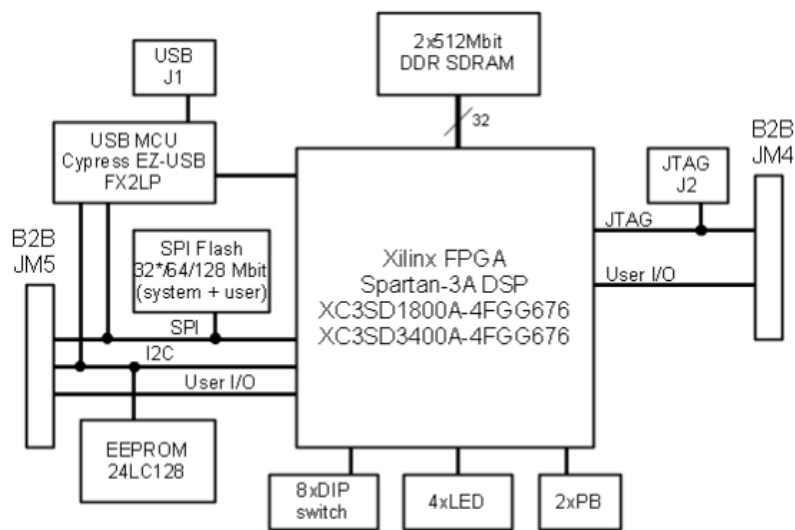 USB
J1
2x512Mbit
DDR SDRAM
32
USB MCU
Cypress EZ-USB
FX2LP
B2B
JM4
JTAG
J2
JTAG
User I/O
B2B
JM5
SPI Flash
32*/64/128 Mbit
(system + user)
SPI
I2C
User I/O
Xilinx FPGA
Spartan-3A DSP
XC3SD1800A-4FGG676
XC3SD3400A-4FGG676
EEPROM
24LC128
8xDIP
switch
4xLED
2xPB